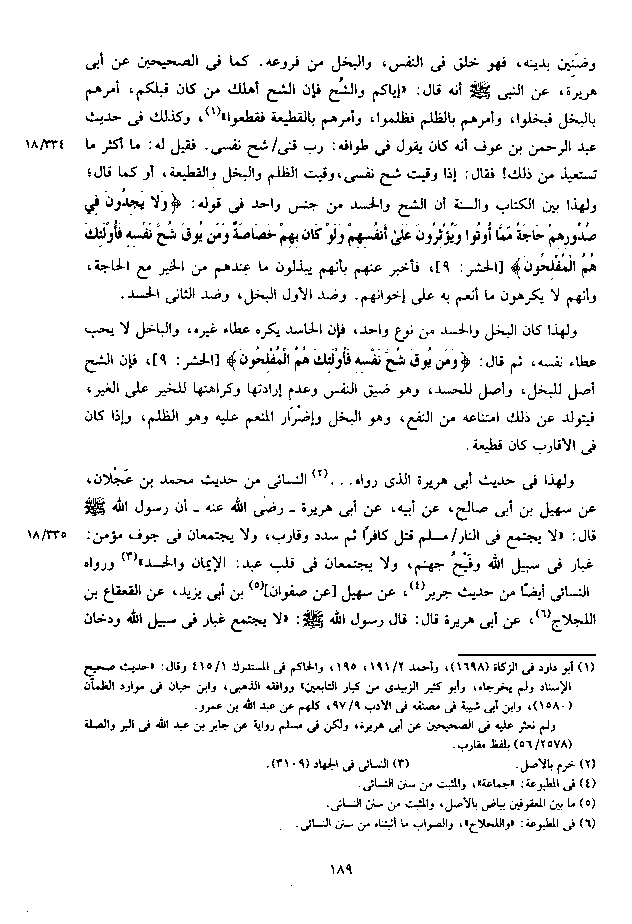 وضنين بدينه، فهو خلق فى النفس، والبخل من فروعه. كما فى الصحيحين عن أبى
هريرة، عن النبى ﷺ أنه قال: «إياكم والشُّح فإن الشح أهلك من كان قبلكم، أمرهم
بالبخل فبخلوا، وأمرهم بالظلم فظلموا، وأمرهم بالقطيعة فقطعوا»(١)، وكذلك فى حديث
عبد الرحمن بن عوف أنه كان يقول فى طوافه: رب قنى/ شح نفسى. فقيل له: ما أكثر ما
١٨/٣٣٤
تستعيذ من ذلك! فقال: إذا وقيت شح نفسى، وقيت الظلم والبخل والقطيعة، أو كما قال؛
ولهذا بين الكتاب والسنة أن الشح والحسد من جنس واحد فى قوله: ﴿وَلا يَجِدُونَ فِي
صُدُورِهِمْ حَاجَةً مِّمَّا أُوتُوا وَيُؤْثِرُونَ عَلَىٰ أَنفُسِهِمْ وَلَوْ كَانَ بِهِمْ خَصَاصَةٌ وَمَن يُوقَ شُحَّ نَفْسِهِ فَأُوْلَئِكَ
هُمُ الْمُفْلِحُونَ﴾ [الحشر: ٩]، فأخبر عنهم بأنهم يبذلون ما عندهم من الخير مع الحاجة،
وأنهم لا يكرهون ما أنعم به على إخوانهم. وضد الأول البخل، وضد الثانى الحسد.
ولهذا كان البخل والحسد من نوع واحد، فإن الحاسد يكره عطاء غيره، والباخل لا يحب
عطاء نفسه، ثم قال: ﴿وَمَن يُوقَ شُحَّ نَفْسِهِ فَأُوْلَئِكَ هُمُ الْمُفْلِحُونَ﴾ [الحشر: ٩]، فإن الشح
أصل للبخل، وأصل للحسد، وهو ضيق النفس وعدم إرادتها وكراهتها للخير على الغير،
فيتولد عن ذلك امتناعه من النفع، وهو البخل وإضْرَار المنعم عليه وهو الظلم، وإذا كان
فى الأقارب كان قطيعة.
ولهذا فى حديث أبى هريرة الذى رواه...(٢) النسائى من حديث محمد بن عَجْلان،
عن سهيل بن أبى صالح، عن أبيه، عن أبى هريرة ـ رضى الله عنه ـ أن رسول الله ﷺ
قال: «لا يجتمع فى النار/ مسلم قتل كافرًا ثم سدد وقارب، ولا يجتمعان فى جوف مؤمن:
١٨/٣٣٥
غبار فى سبيل الله وفَيْحُ جهنم، ولا يجتمعان فى قلب عبد: الإيمان والحسد»(٣) ورواه
النسائى أيضًا من حديث جرير(٤)، عن سهيل [عن صفوان](٥) بن أبى يزيد، عن القعقاع بن
اللجلاج(٦)، عن أبى هريرة قال: قال رسول الله ﷺ: «لا يجتمع غبار فى سبيل الله ودخان
(١) أبو داود فى الزكاة (١٦٩٨)، وأحمد ٢/ ١٩١، ١٩٥، والحاكم فى المستدرك ١/ ٤١٥ وقال: «حديث صحيح
الإسناد ولم يخرجاه، وأبو كثير الزبيدى من كبار التابعين» ووافقه الذهبى، وابن حبان فى موارد الظمآن
(١٥٨٠)، وابن أبى شيبة فى مصنفه فى الأدب ٩/ ٩٧، كلهم عن عبد الله بن عمرو.
ولم نعثر عليه فى الصحيحين عن أبى هريرة، ولكن فى مسلم رواية عن جابر بن عبد الله فى البر والصلة
(٢٥٧٨/ ٥٦) بلفظ مقارب.
(٢) خرم بالأصل. (٣) النسائى فى الجهاد (٣١٠٩).
(٤) فى المطبوعة: «جماعة»، والمثبت من سنن النسائى.
(٥) ما بين المعقوفين بياض بالأصل، والمثبت من سنن النسائى.
(٦) فى المطبوعة: «واللحلاح»، والصواب ما أثبتناه من سنن النسائى.
١٨٩